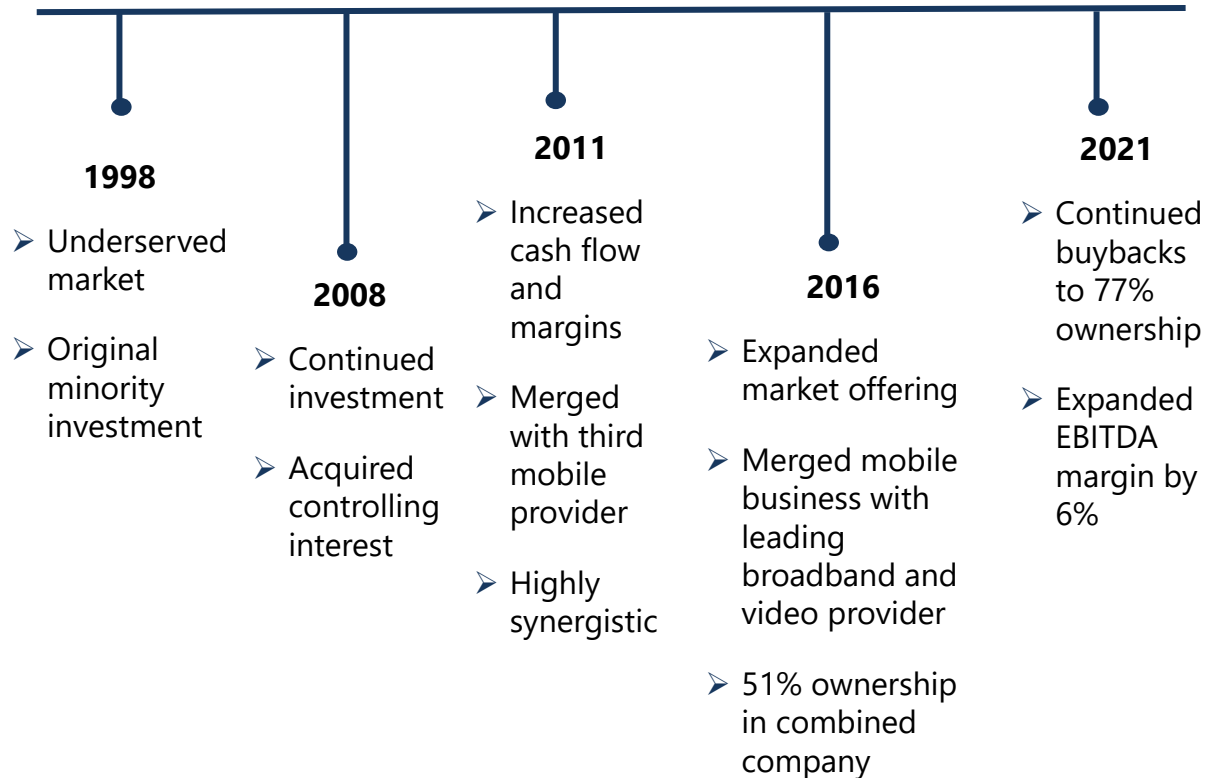 1998
➢ Underserved
market
➢ Original
minority
investment
2008
➢ Continued
investment
➢ Acquired
controlling
interest
2011
➢ Increased
cash flow
and
margins
➢ Merged
with third
mobile
provider
➢ Highly
synergistic
2016
➢ Expanded
market offering
➢ Merged mobile
business with
leading
broadband and
video provider
➢ 51% ownership
in combined
company
2021
➢ Continued
buybacks
to 77%
ownership
➢ Expanded
EBITDA
margin by
6%